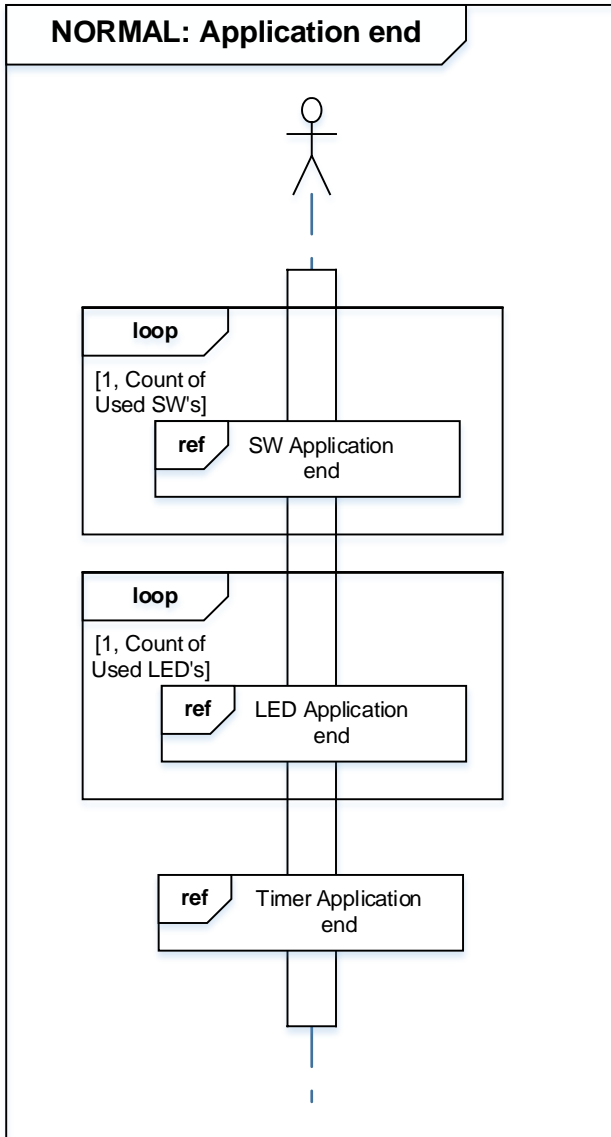 NORMAL: Application end
loop
[1, Count of
Used SW's]
ref
SW Application
end
loop
[1, Count of
Used LED's]
ref
LED Application
end
ref
Timer Application
end